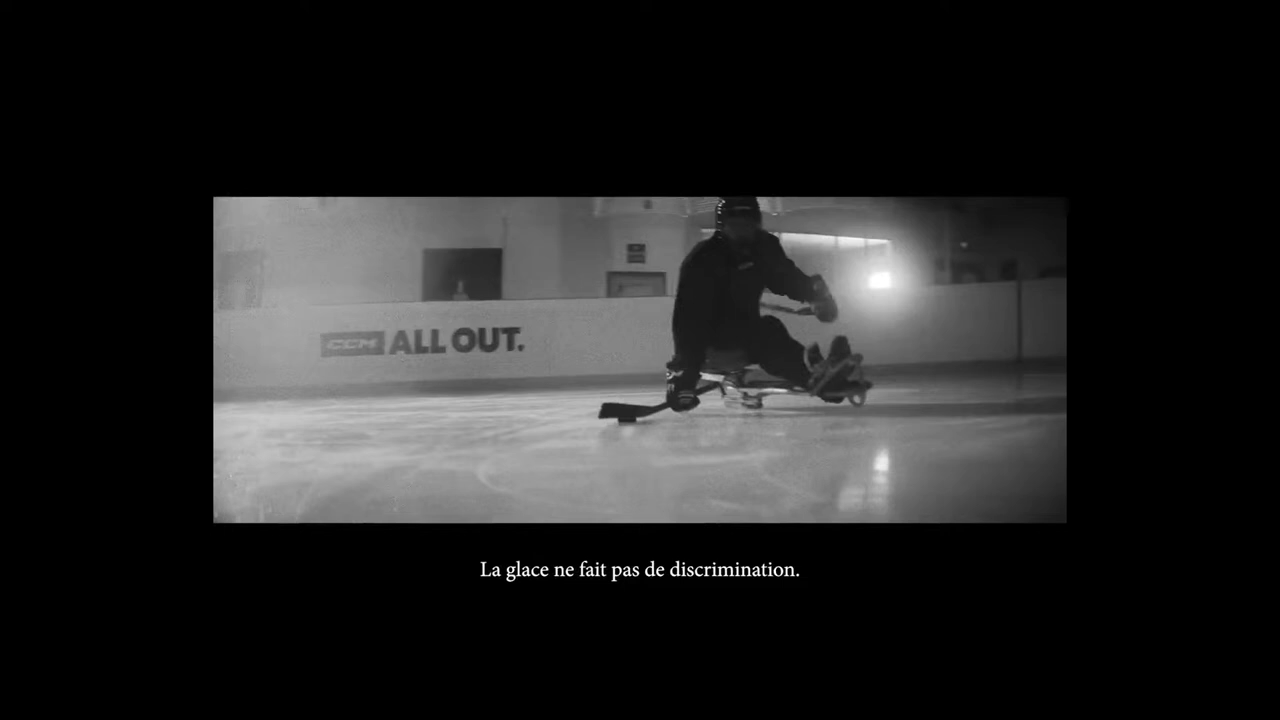 CCM ALL OUT.
La glace ne fait pas de discrimination.